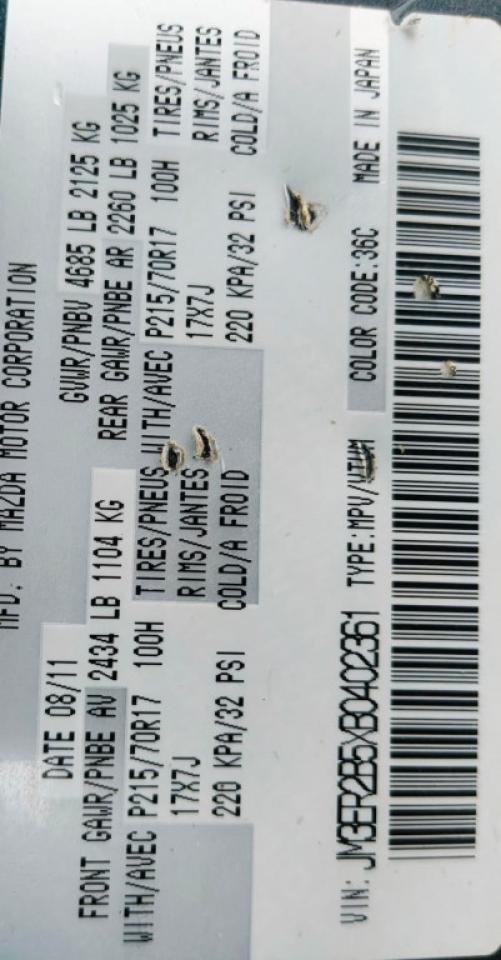 MFD. BY MAZDA MOTOR CORPORATION
DATE 08/11 GVWR/PNBV 4685 LB 2125 KG
FRONT GAWR/PNBE AV 2434 LB 1104 KG REAR GAWR/PNBE AR 2260 LB 1025 KG
WITH/AVEC P215/70R17 100H TIRES/PNEUS WITH/AVEC P215/70R17 100H TIRES/PNEUS
17X7J RIMS/JANTES 17X7J RIMS/JANTES
220 KPA/32 PSI COLD/A FROID 220 KPA/32 PSI COLD/A FROID
VIN: JM3ER2B5XB0402361 TYPE:MPV/VTUM COLOR CODE:36C MADE IN JAPAN